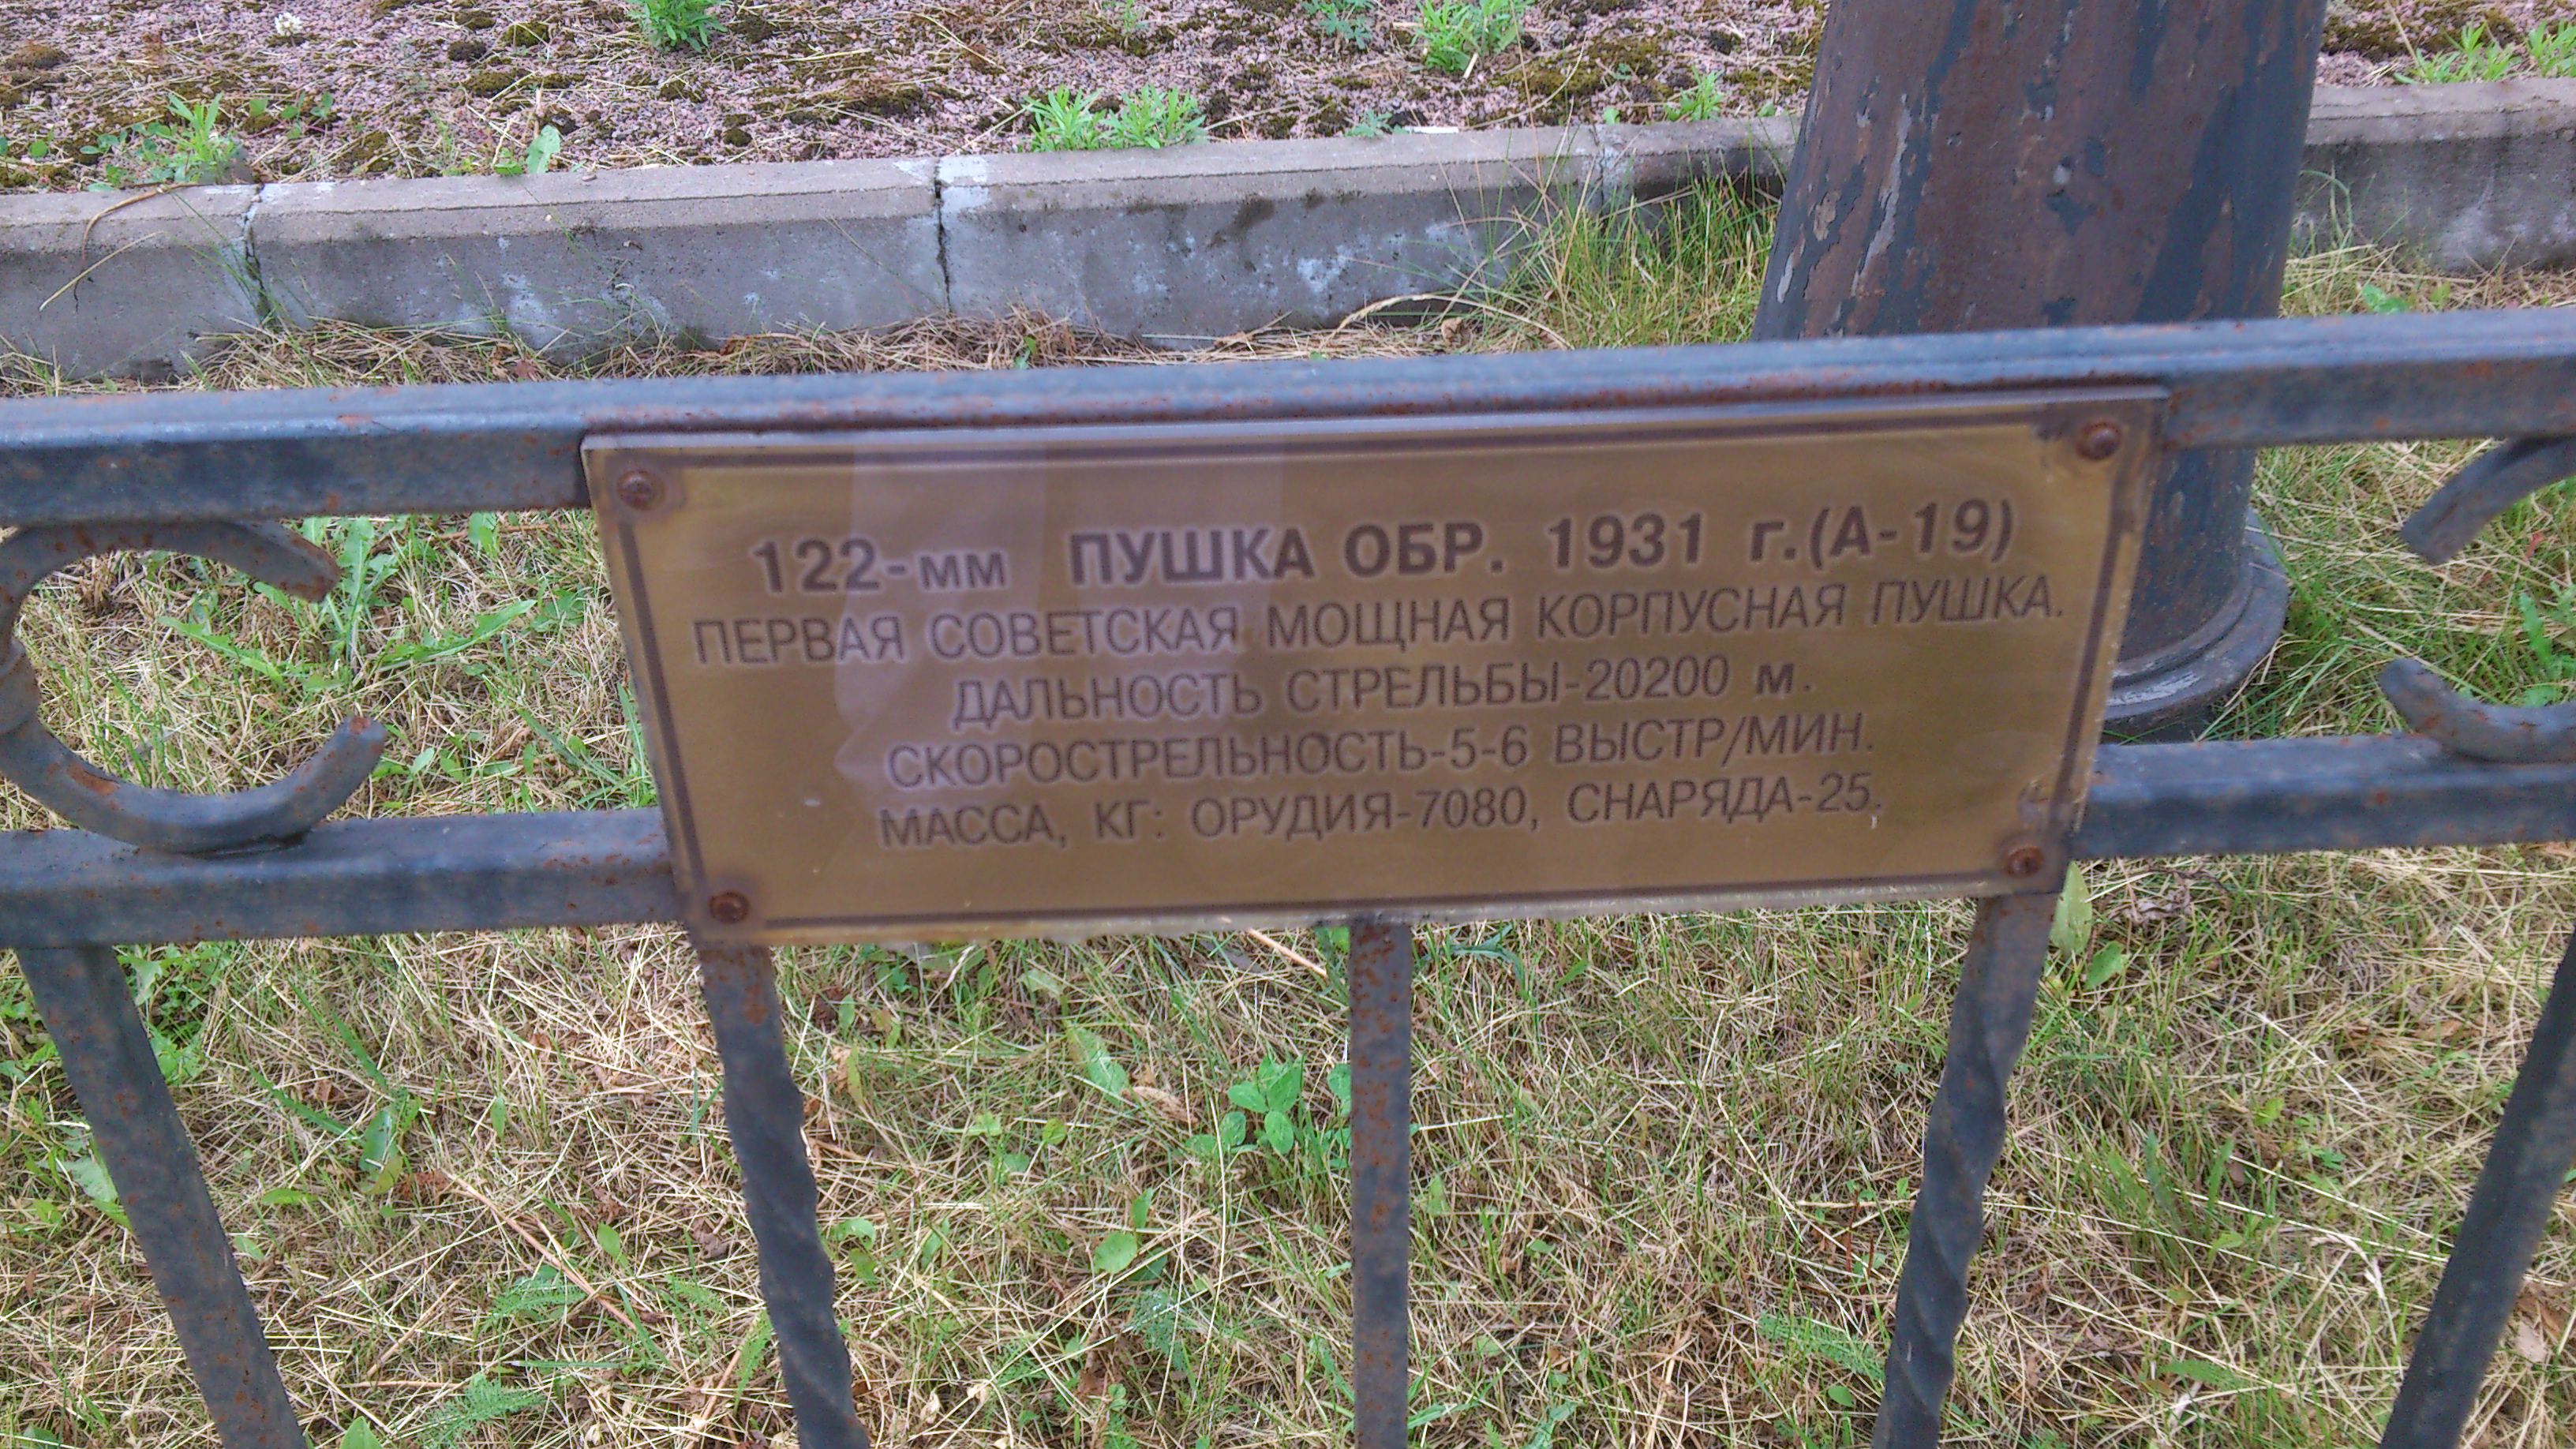 122-мм ПУШКА ОБР. 1931 г.(А-19)
ПЕРВАЯ СОВЕТСКАЯ МОЩНАЯ КОРПУСНАЯ ПУШКА.
ДАЛЬНОСТЬ СТРЕЛЬБЫ-20200 м.
СКОРОСТРЕЛЬНОСТЬ-5-6 ВЫСТР/МИН.
МАССА, КГ: ОРУДИЯ-7080, СНАРЯДА-25.